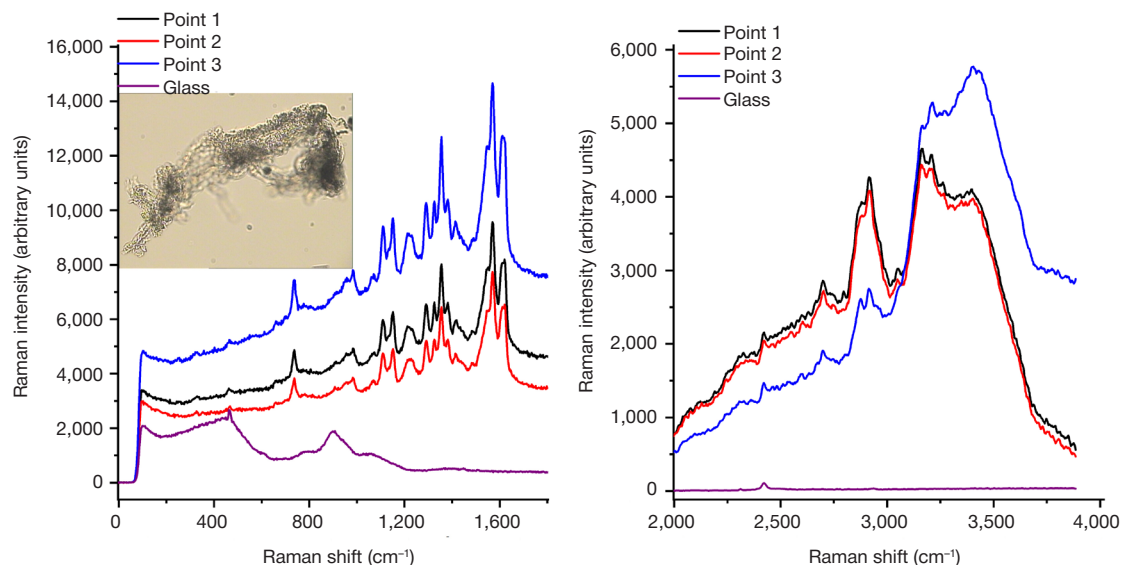 Point 1
Point 2
Point 3
Glass
16,000
14,000
12,000
10,000
8,000
6,000
4,000
2,000
0
0 400 800 1,200 1,600
Raman shift (cm⁻¹)
Raman intensity (arbitrary units)
Point 1
Point 2
Point 3
Glass
6,000
5,000
4,000
3,000
2,000
1,000
0
2,000 2,500 3,000 3,500 4,000
Raman shift (cm⁻¹)
Raman intensity (arbitrary units)